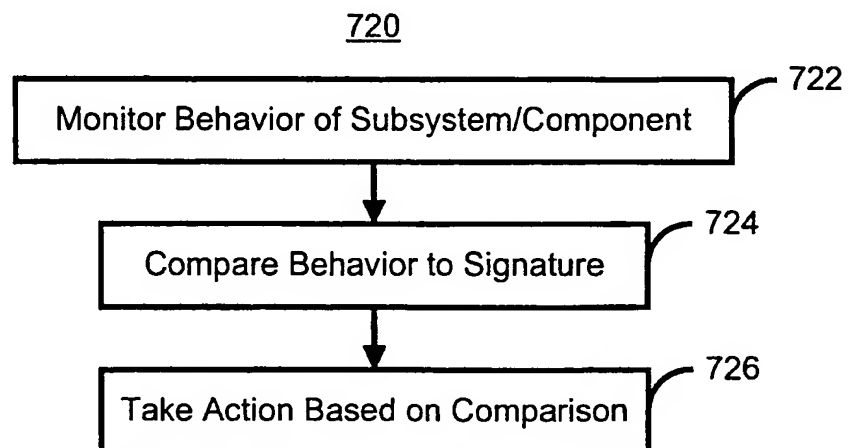 720
722
Monitor Behavior of Subsystem/Component
724
Compare Behavior to Signature
726
Take Action Based on Comparison